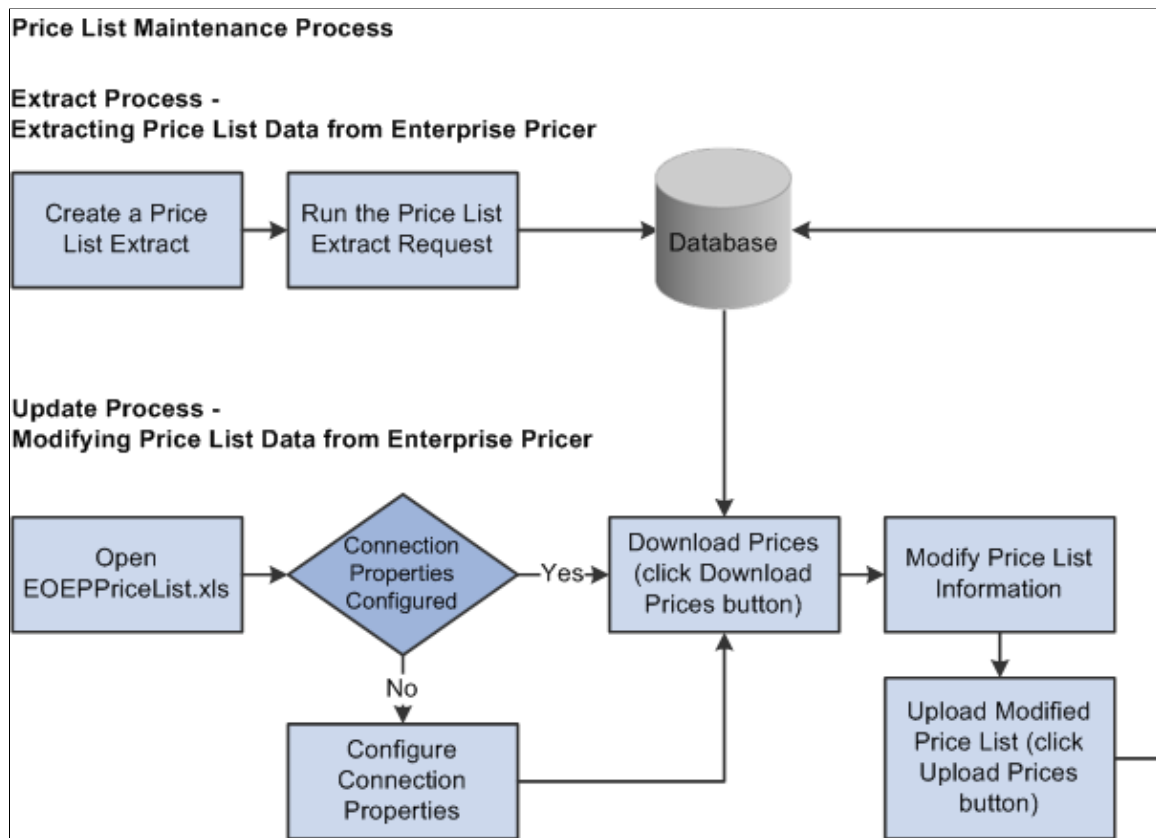 Price List Maintenance Process
Extract Process -
Extracting Price List Data from Enterprise Pricer
Create a Price
List Extract
Run the Price List
Extract Request
Database
Update Process -
Modifying Price List Data from Enterprise Pricer
Open
EOEPPriceList.xls
Connection
Properties
Configured
Yes
No
Configure
Connection
Properties
Download Prices
(click Download
Prices button)
Modify Price List
Information
Upload Modified
Price List (click
Upload Prices
button)